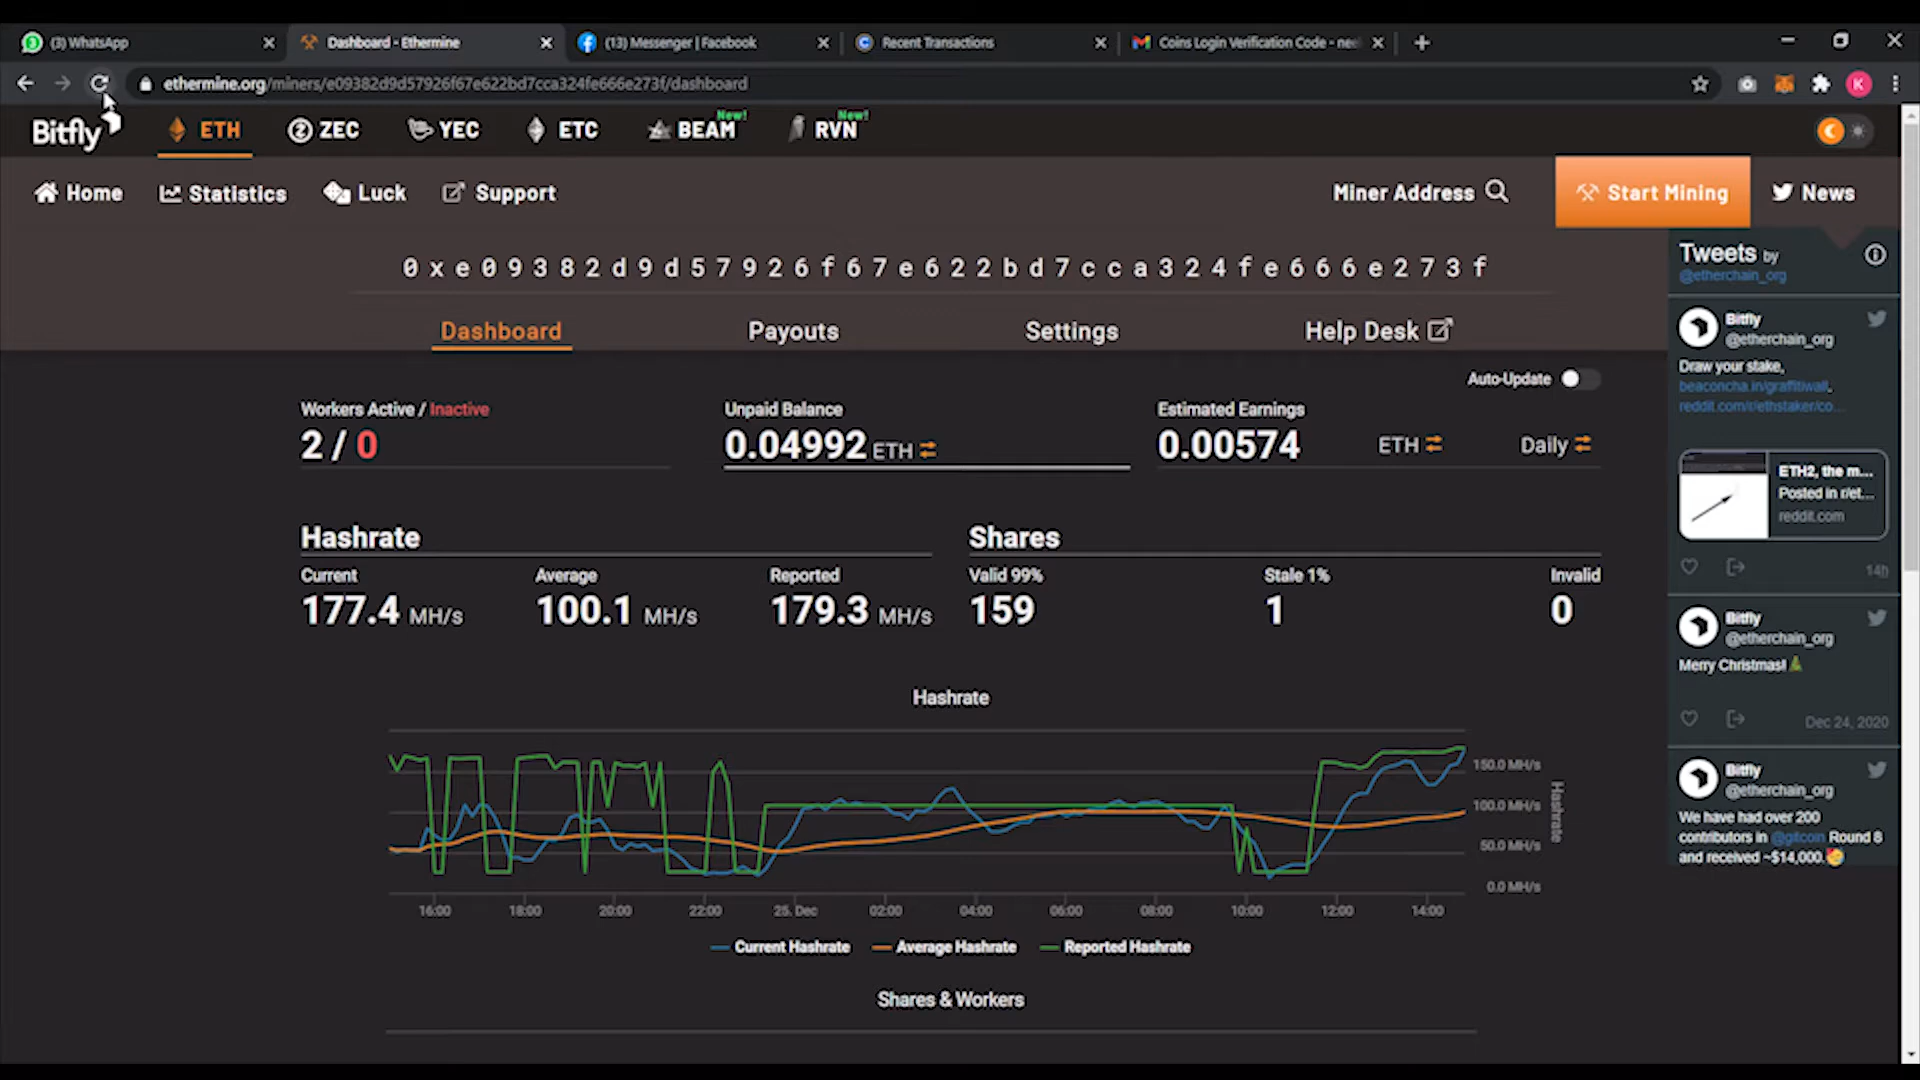 (3) WhatsApp
Dashboard - Ethermine
(13) Messenger | Facebook
Recent Transactions
Coins Login Verification Code - nee
ethermine.org/miners/e09382d9d57926f67e622bd7cca324fe666e273f/dashboard
K
Bitfly
ETH
ZEC
YEC
ETC
BEAM New!
RVN New!
Home
Statistics
Luck
Support
Miner Address
Start Mining
News
0xe09382d9d57926f67e622bd7cca324fe666e273f
Dashboard
Payouts
Settings
Help Desk
Auto-Update
Workers Active / Inactive
2 / 0
Unpaid Balance
0.04992 ETH
Estimated Earnings
0.00574 ETH Daily
Hashrate
Current
177.4 MH/s
Average
100.1 MH/s
Reported
179.3 MH/s
Shares
Valid 99%
159
Stale 1%
1
Invalid
0
Hashrate
150.0 MH/s
100.0 MH/s
50.0 MH/s
0.0 MH/s
Hashrate
16:00 18:00 20:00 22:00 25. Dec 02:00 04:00 06:00 08:00 10:00 12:00 14:00
Current Hashrate Average Hashrate Reported Hashrate
Shares & Workers
Tweets by
@etherchain_org
Bitfly
@etherchain_org
Draw your stake,
beaconcha.in/graffitiwall.
reddit.com/r/ethstaker/co…
ETH2, the m…
Posted in r/et…
reddit.com
14h
Bitfly
@etherchain_org
Merry Christmas!
Dec 24, 2020
Bitfly
@etherchain_org
We have had over 200
contributors in @gitcoin Round 8
and received ~$14,000.